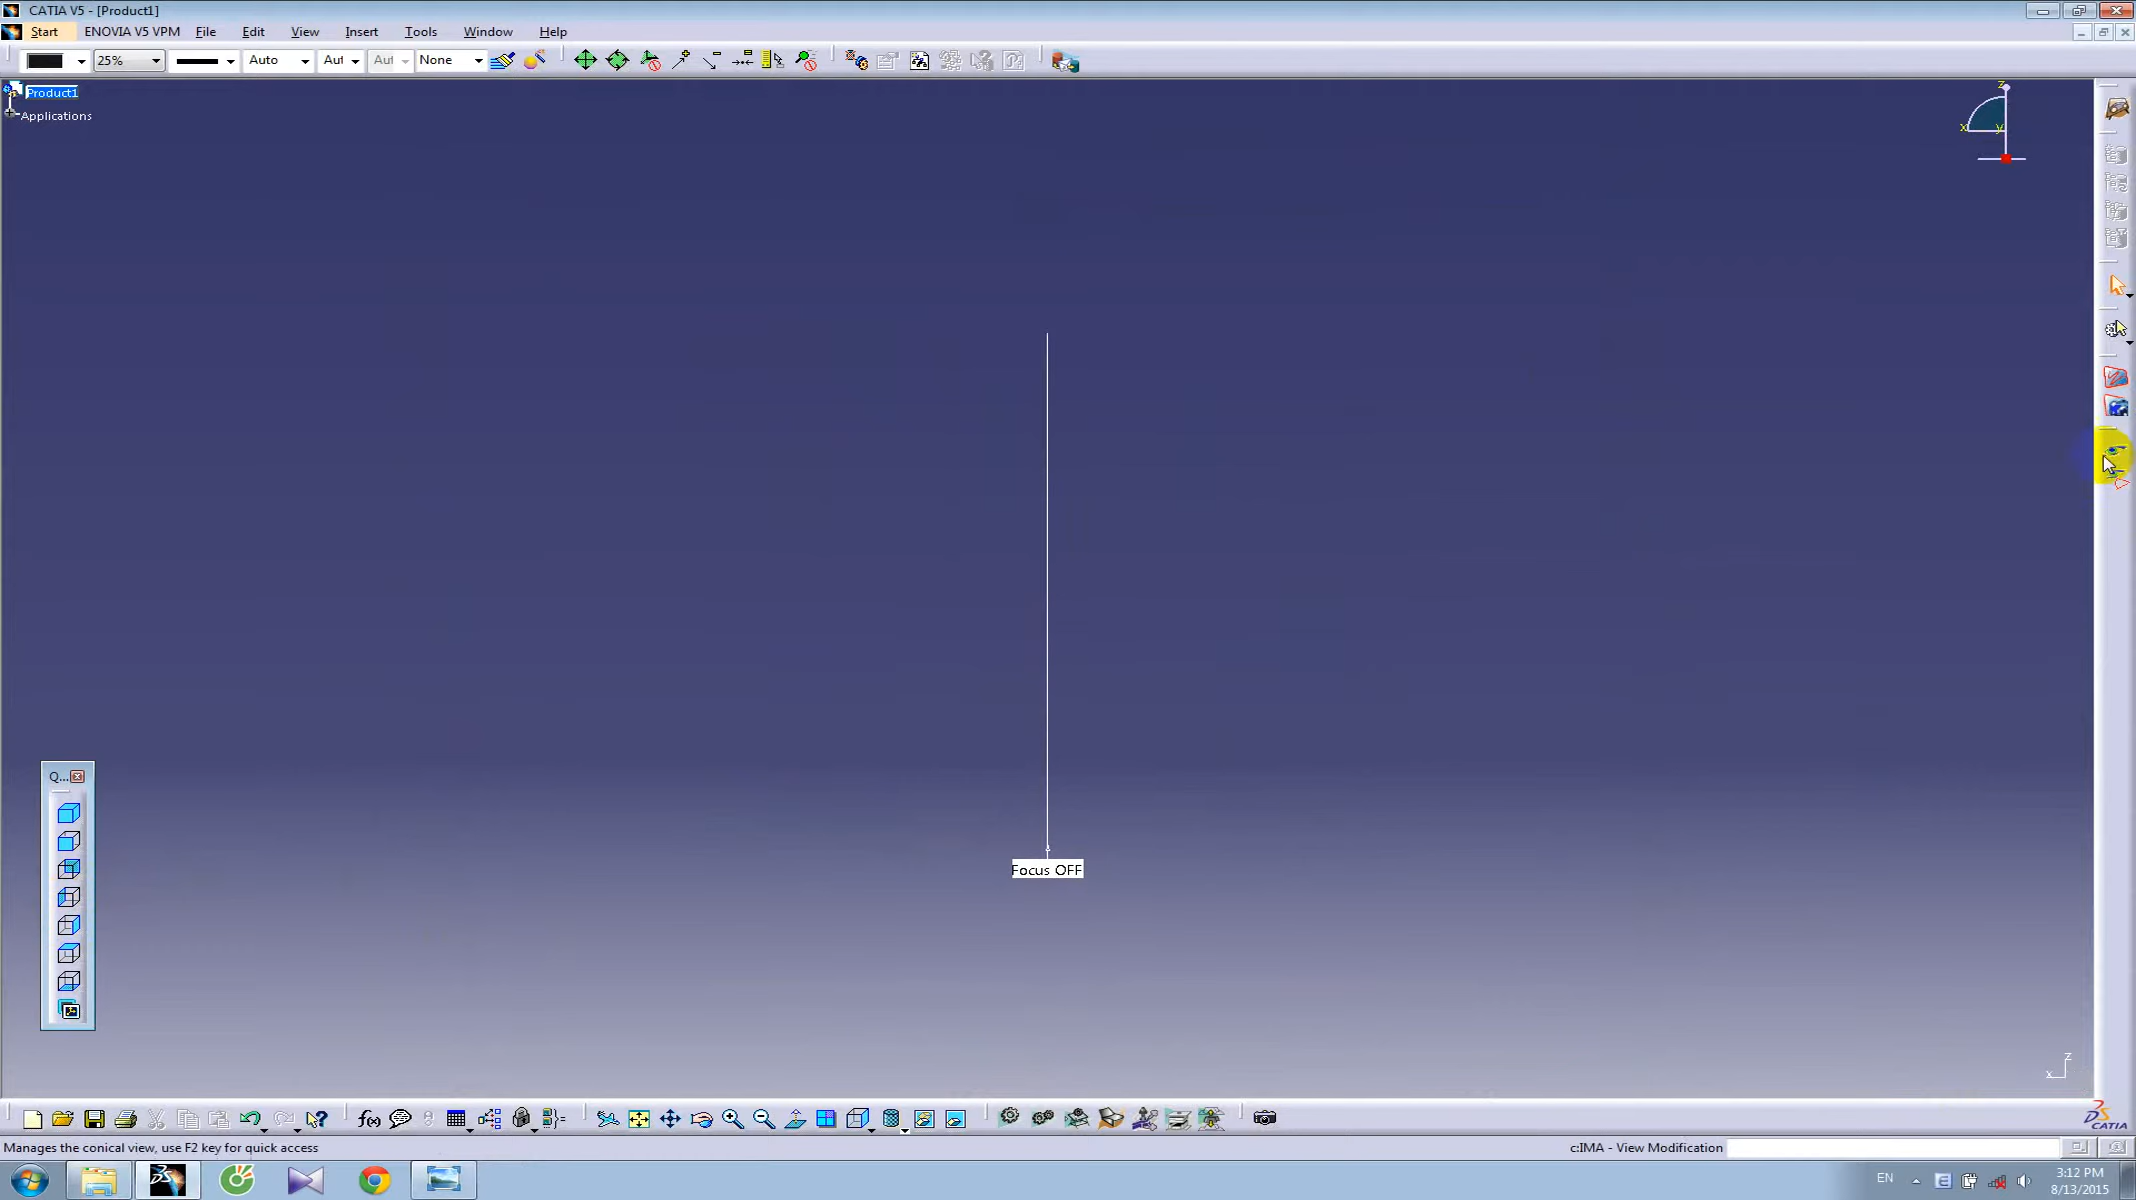 CATIA V5 - [Product1]
Start ENOVIA V5 VPM File Edit View Insert Tools Window Help
25% Auto Aut Aut None
Product1
Applications
z
x y
Focus OFF
Q...
z
x
f(x)
DS CATIA
Manages the conical view, use F2 key for quick access
c:IMA - View Modification
EN
3:12 PM
8/13/2015